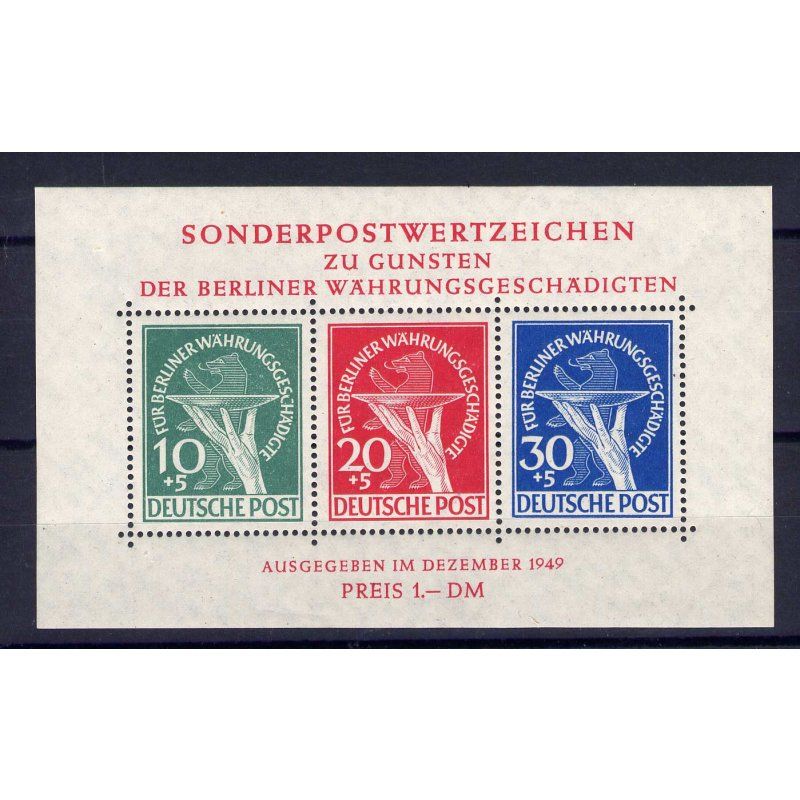 SONDERPOSTWERTZEICHEN
ZU GUNSTEN
DER BERLINER WÄHRUNGSGESCHÄDIGTEN
FÜR BERLINER WÄHRUNGSGESCHÄDIGTE
10
+5
DEUTSCHE POST
FÜR BERLINER WÄHRUNGSGESCHÄDIGTE
20
+5
DEUTSCHE POST
FÜR BERLINER WÄHRUNGSGESCHÄDIGTE
30
+5
DEUTSCHE POST
AUSGEGEBEN IM DEZEMBER 1949
PREIS 1.— DM